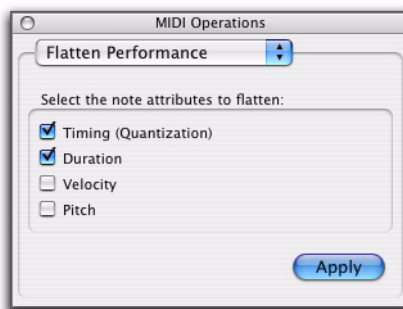 MIDI Operations
Flatten Performance
Select the note attributes to flatten:
Timing (Quantization)
Duration
Velocity
Pitch
Apply